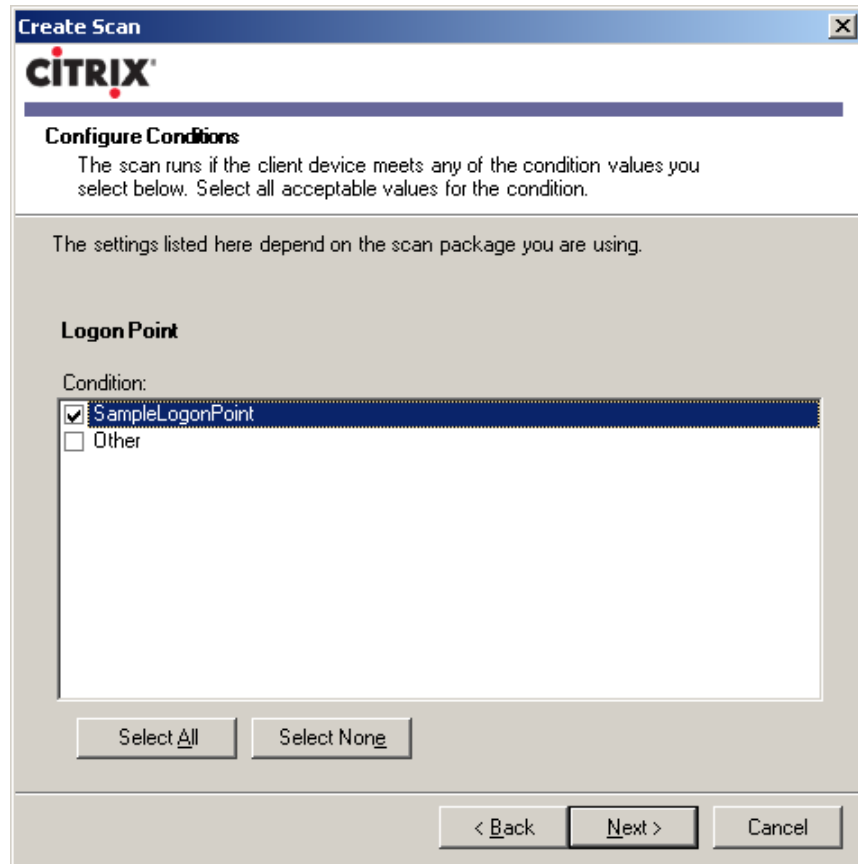 Create Scan
CITRIX
Configure Conditions
The scan runs if the client device meets any of the condition values you
select below. Select all acceptable values for the condition.
The settings listed here depend on the scan package you are using.
Logon Point
Condition:
SampleLogonPoint
Other
Select All
Select None
< Back
Next >
Cancel